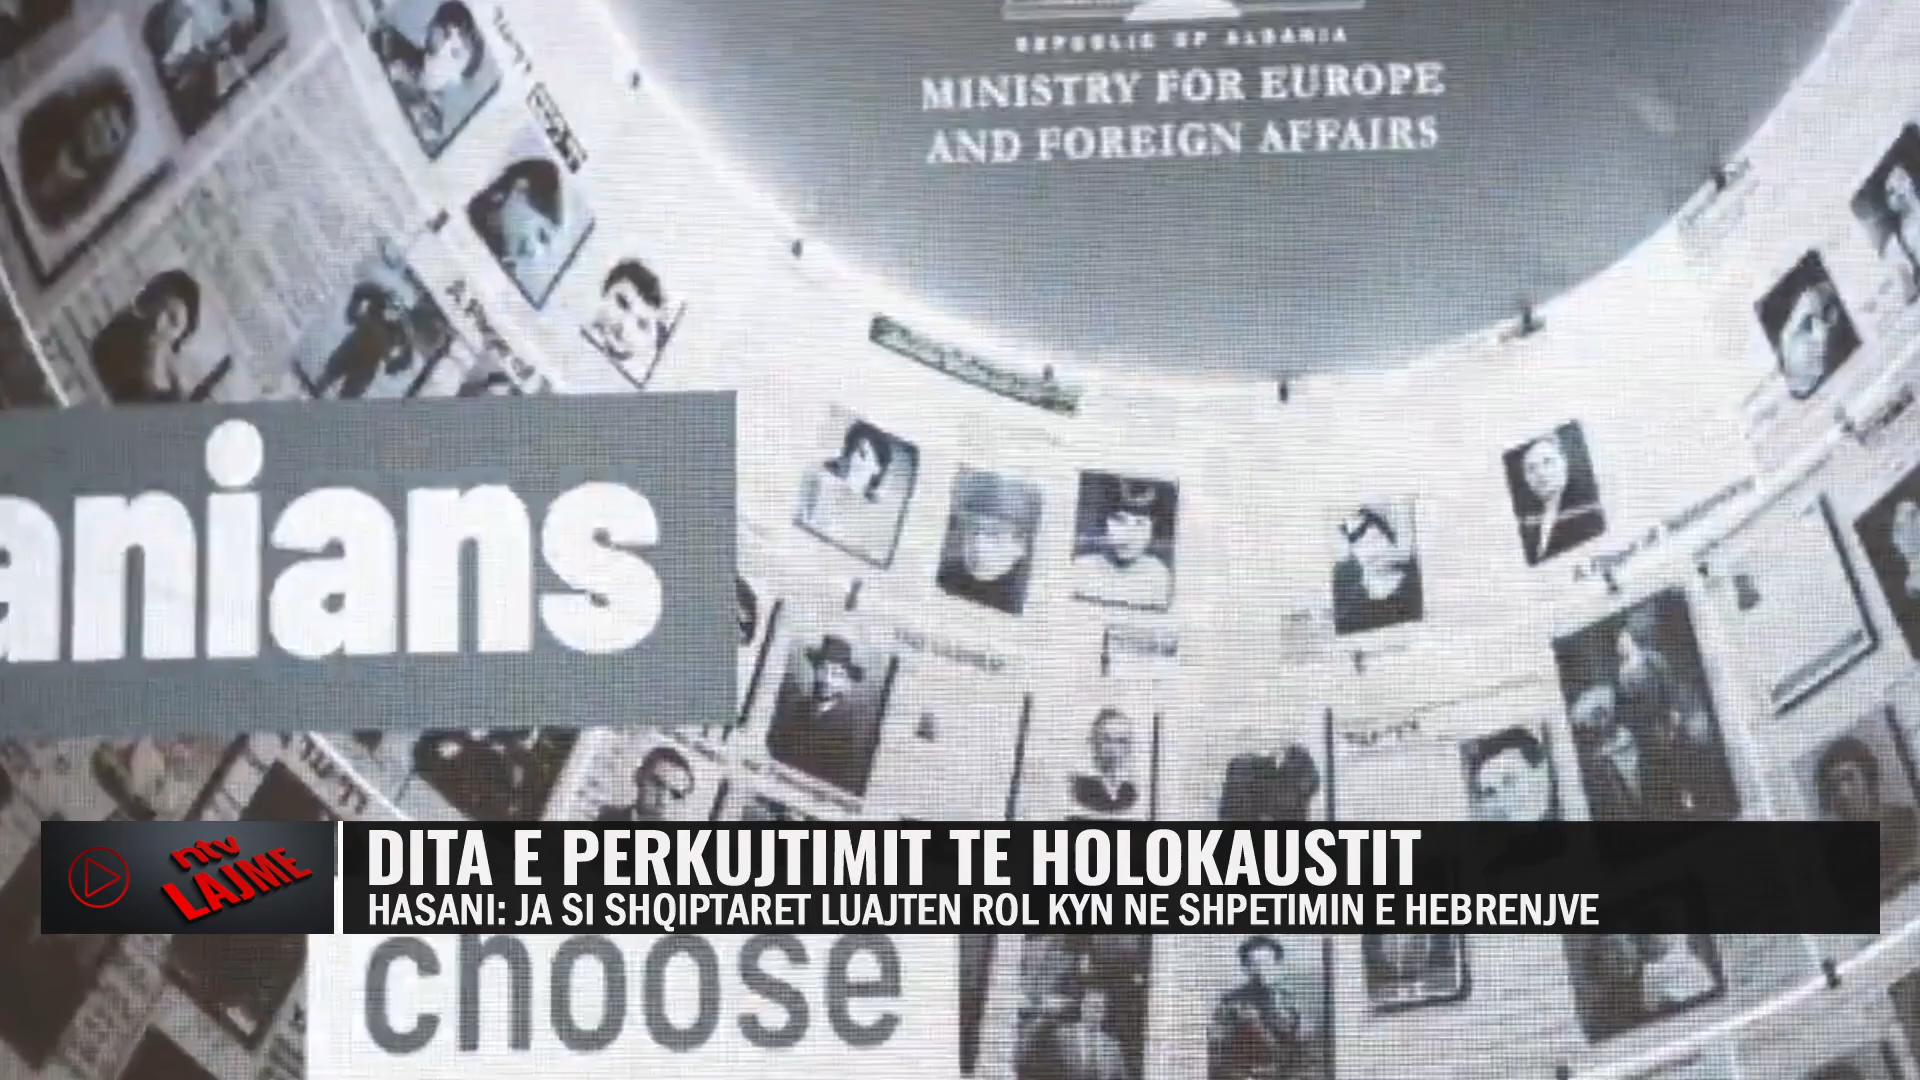 REPUBLIC OF ALBANIA
MINISTRY FOR EUROPE
AND FOREIGN AFFAIRS
anians
ntv
LAJME
DITA E PERKUJTIMIT TE HOLOKAUSTIT
HASANI: JA SI SHQIPTARET LUAJTEN ROL KYN NE SHPETIMIN E HEBRENJVE
choose